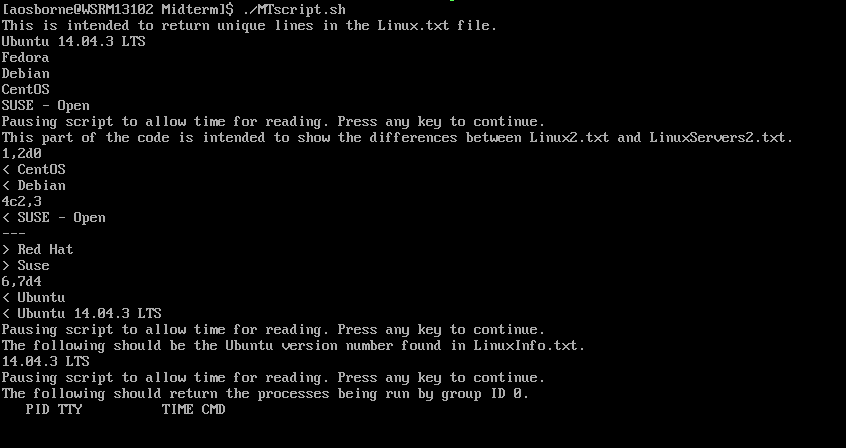 [aosborne@WSRM13102 Midterm]$ ./MTscript.sh
This is intended to return unique lines in the Linux.txt file.
Ubuntu 14.04.3 LTS
Fedora
Debian
CentOS
SUSE - Open
Pausing script to allow time for reading. Press any key to continue.
This part of the code is intended to show the differences between Linux2.txt and LinuxServers2.txt.
1,2d0
< CentOS
< Debian
4c2,3
< SUSE - Open
---
> Red Hat
> Suse
6,7d4
< Ubuntu
< Ubuntu 14.04.3 LTS
Pausing script to allow time for reading. Press any key to continue.
The following should be the Ubuntu version number found in LinuxInfo.txt.
14.04.3 LTS
Pausing script to allow time for reading. Press any key to continue.
The following should return the processes being run by group ID 0.
PID TTY TIME CMD